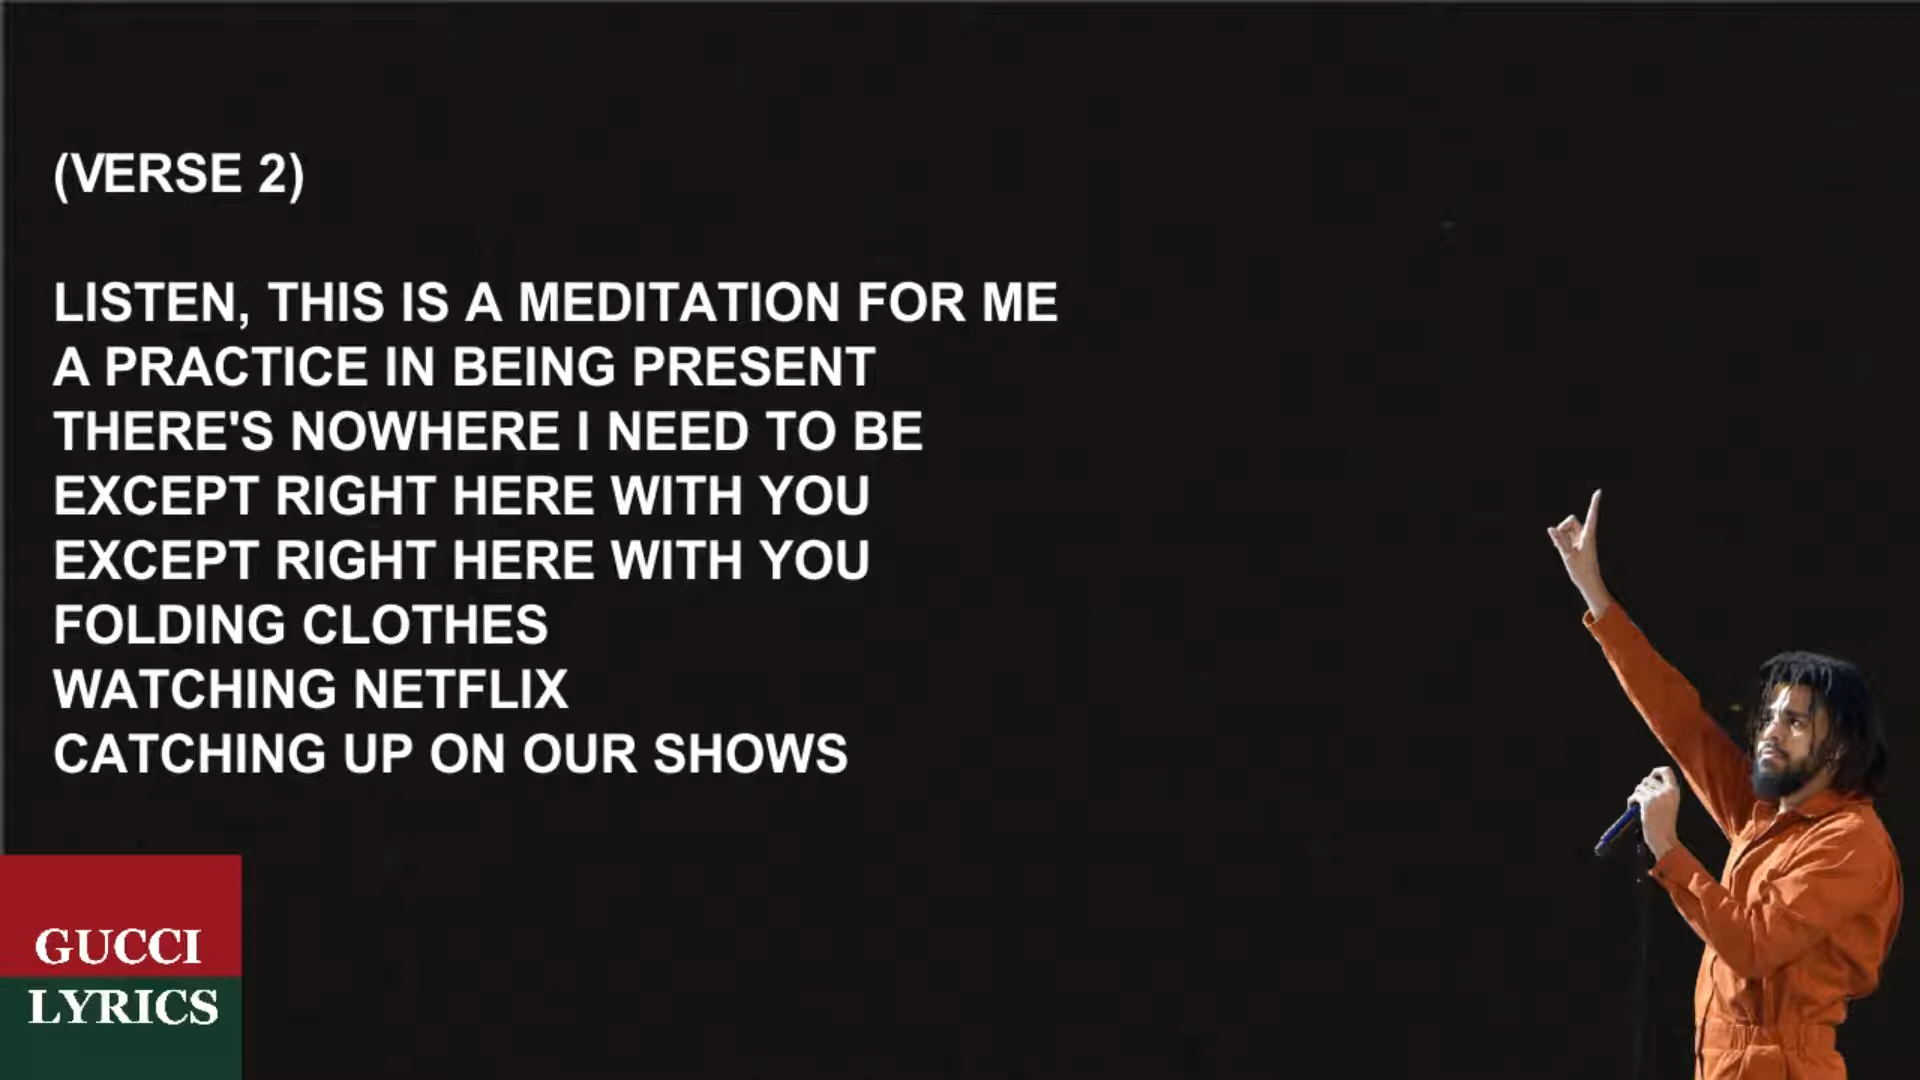 (VERSE 2)
LISTEN, THIS IS A MEDITATION FOR ME
A PRACTICE IN BEING PRESENT
THERE'S NOWHERE I NEED TO BE
EXCEPT RIGHT HERE WITH YOU
EXCEPT RIGHT HERE WITH YOU
FOLDING CLOTHES
WATCHING NETFLIX
CATCHING UP ON OUR SHOWS
GUCCI
LYRICS